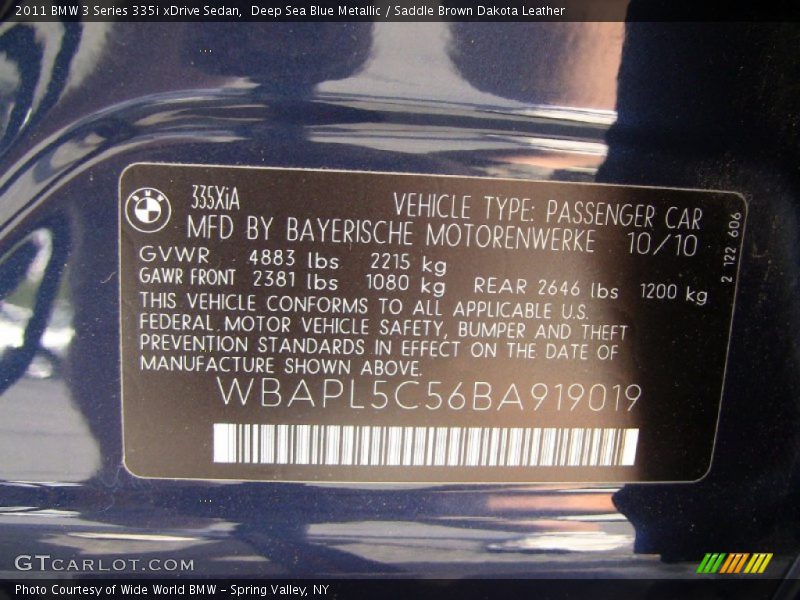 2011 BMW 3 Series 335i xDrive Sedan,  Deep Sea Blue Metallic / Saddle Brown Dakota Leather
335XiA
VEHICLE TYPE: PASSENGER CAR
MFD BY BAYERISCHE MOTORENWERKE 10/10
GVWR 4883 lbs 2215 kg
GAWR FRONT 2381 lbs 1080 kg REAR 2646 lbs 1200 kg
THIS VEHICLE CONFORMS TO ALL APPLICABLE U.S.
FEDERAL MOTOR VEHICLE SAFETY, BUMPER AND THEFT
PREVENTION STANDARDS IN EFFECT ON THE DATE OF
MANUFACTURE SHOWN ABOVE.
WBAPL5C56BA919019
2 122 606
GTCARLOT.COM
Photo Courtesy of Wide World BMW - Spring Valley, NY